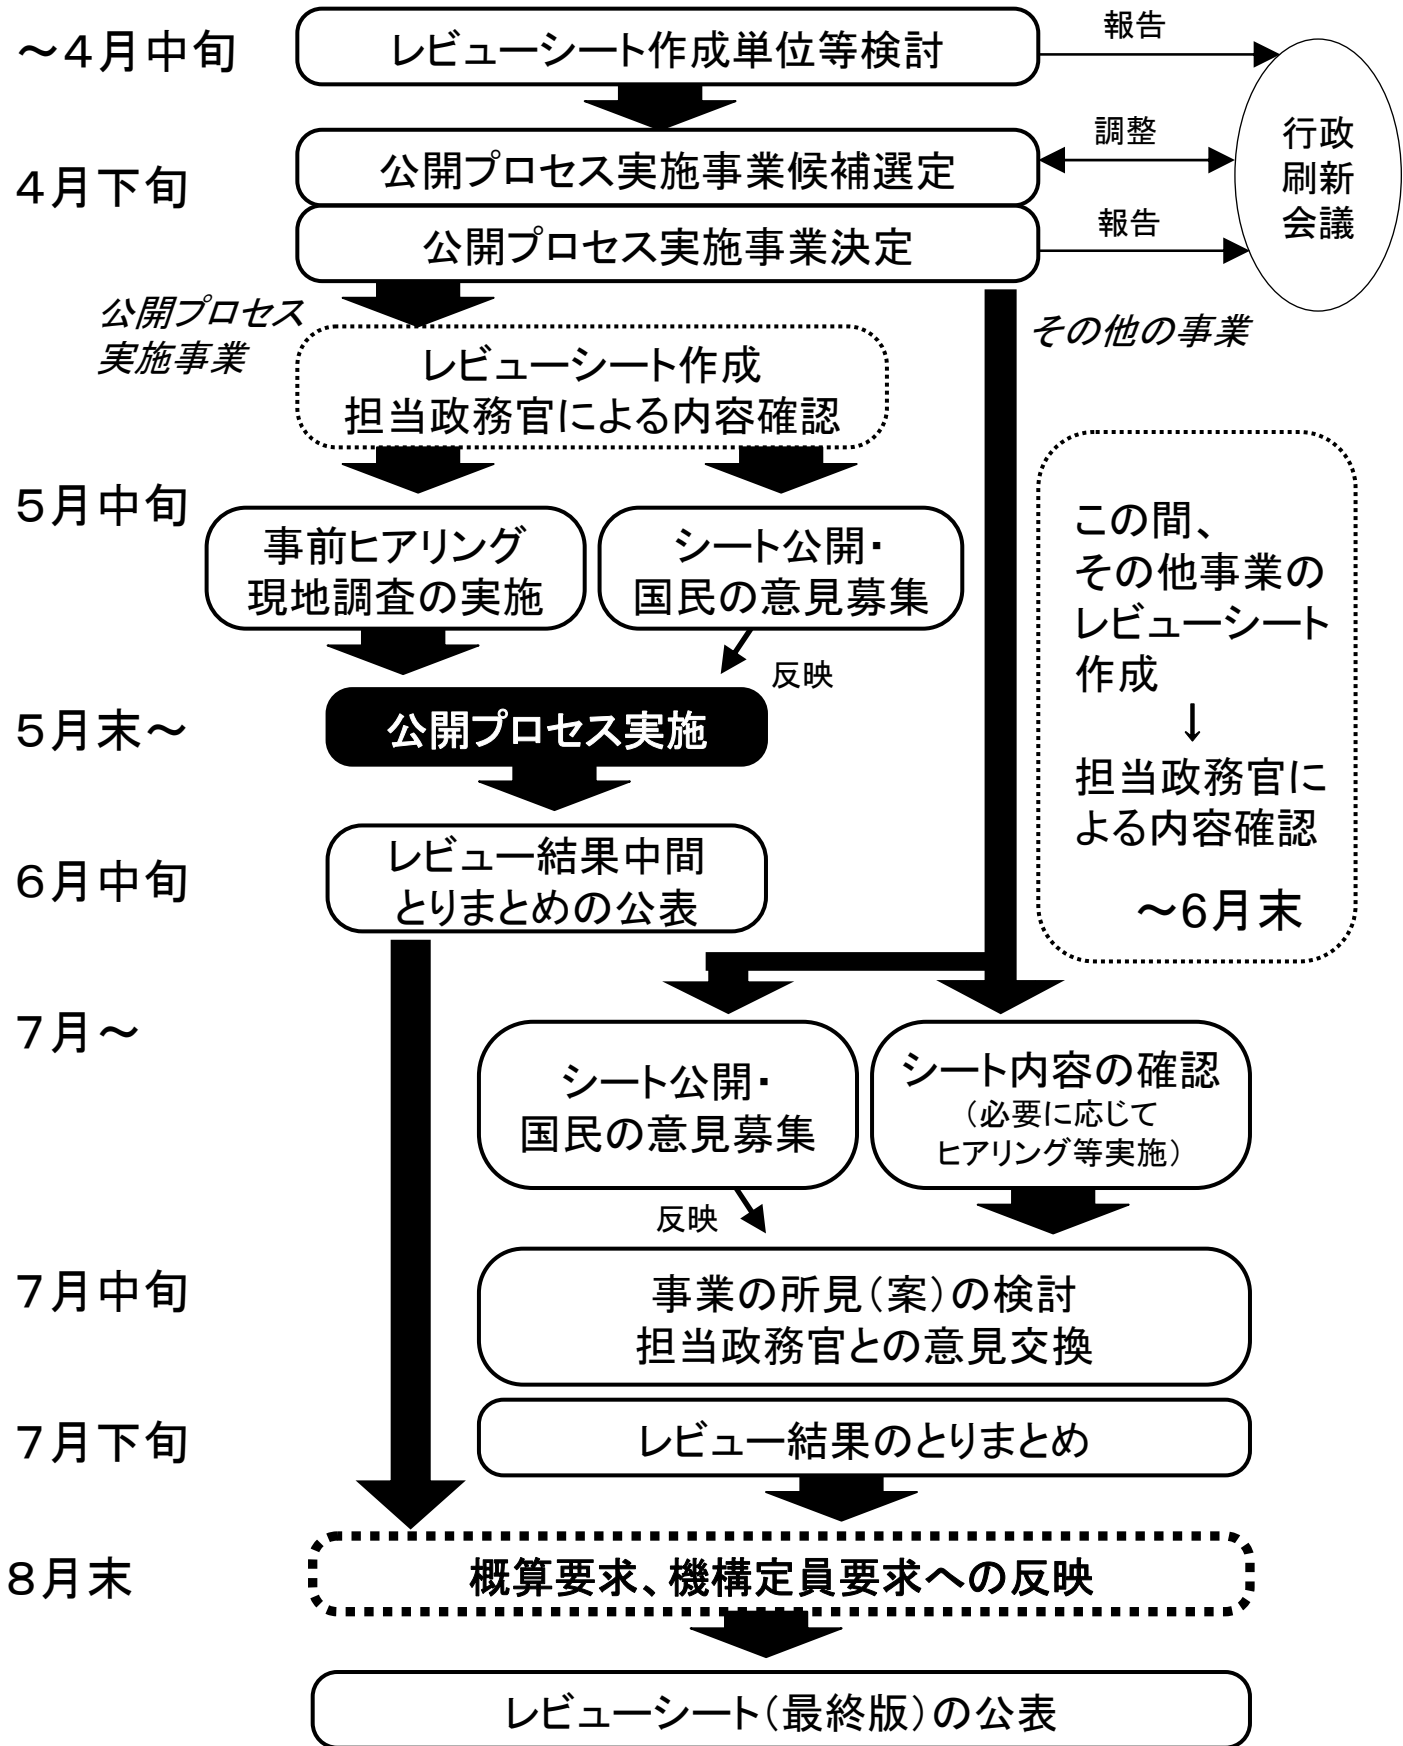 ～４月中旬
レビューシート作成単位等検討
報告
４月下旬
公開プロセス実施事業候補選定
調整
公開プロセス実施事業決定
報告
行政
刷新
会議
公開プロセス
実施事業
その他の事業
レビューシート作成
担当政務官による内容確認
５月中旬
事前ヒアリング
現地調査の実施
シート公開・
国民の意見募集
反映
この間、
その他事業の
レビューシート
作成
↓
担当政務官に
よる内容確認
～6月末
５月末～
公開プロセス実施
６月中旬
レビュー結果中間
とりまとめの公表
７月～
シート公開・
国民の意見募集
シート内容の確認
（必要に応じて
ヒアリング等実施）
反映
７月中旬
事業の所見（案）の検討
担当政務官との意見交換
７月下旬
レビュー結果のとりまとめ
８月末
概算要求、機構定員要求への反映
レビューシート（最終版）の公表